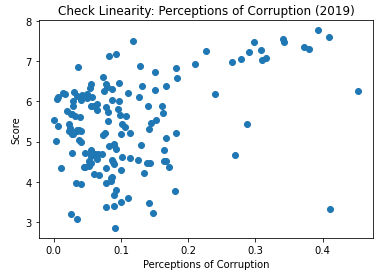 Check Linearity: Perceptions of Corruption (2019)
8
7
6
5
4
3
Score
0.0 0.1 0.2 0.3 0.4
Perceptions of Corruption